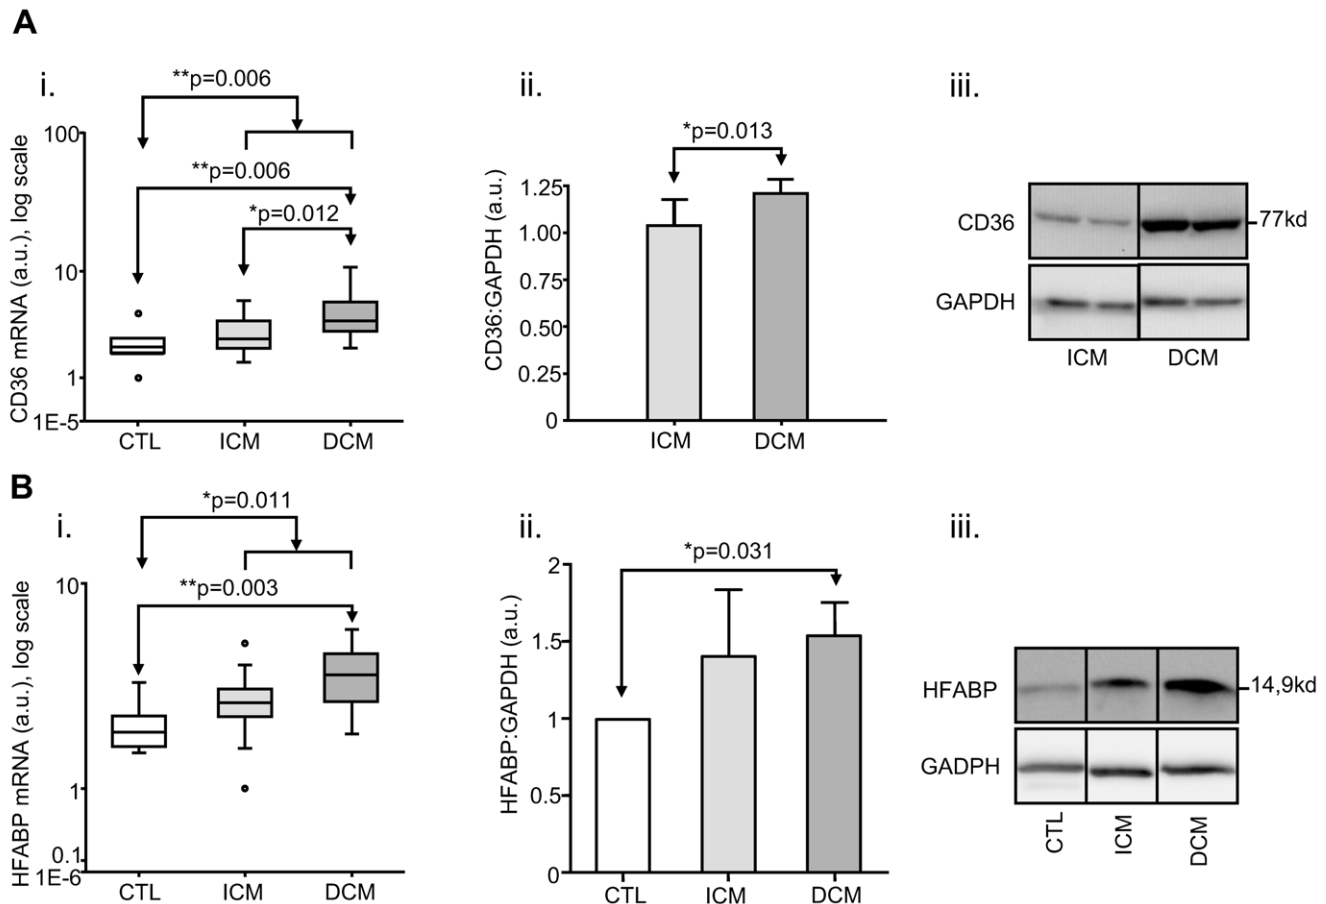 A
i.
**p=0.006
**p=0.006
*p=0.012
CD36 mRNA (a.u.), log scale
100
10
1
1E-5
CTL ICM DCM
ii.
*p=0.013
CD36:GAPDH (a.u.)
1.25
1.00
0.75
0.50
0.25
0
ICM DCM
iii.
CD36
77kd
GAPDH
ICM DCM
B
i.
*p=0.011
**p=0.003
HFABP mRNA (a.u.), log scale
10
1
0.1
1E-6
CTL ICM DCM
ii.
*p=0.031
HFABP:GAPDH (a.u.)
2
1.5
1
0.5
0
CTL ICM DCM
iii.
HFABP
14,9kd
GADPH
CTL ICM DCM